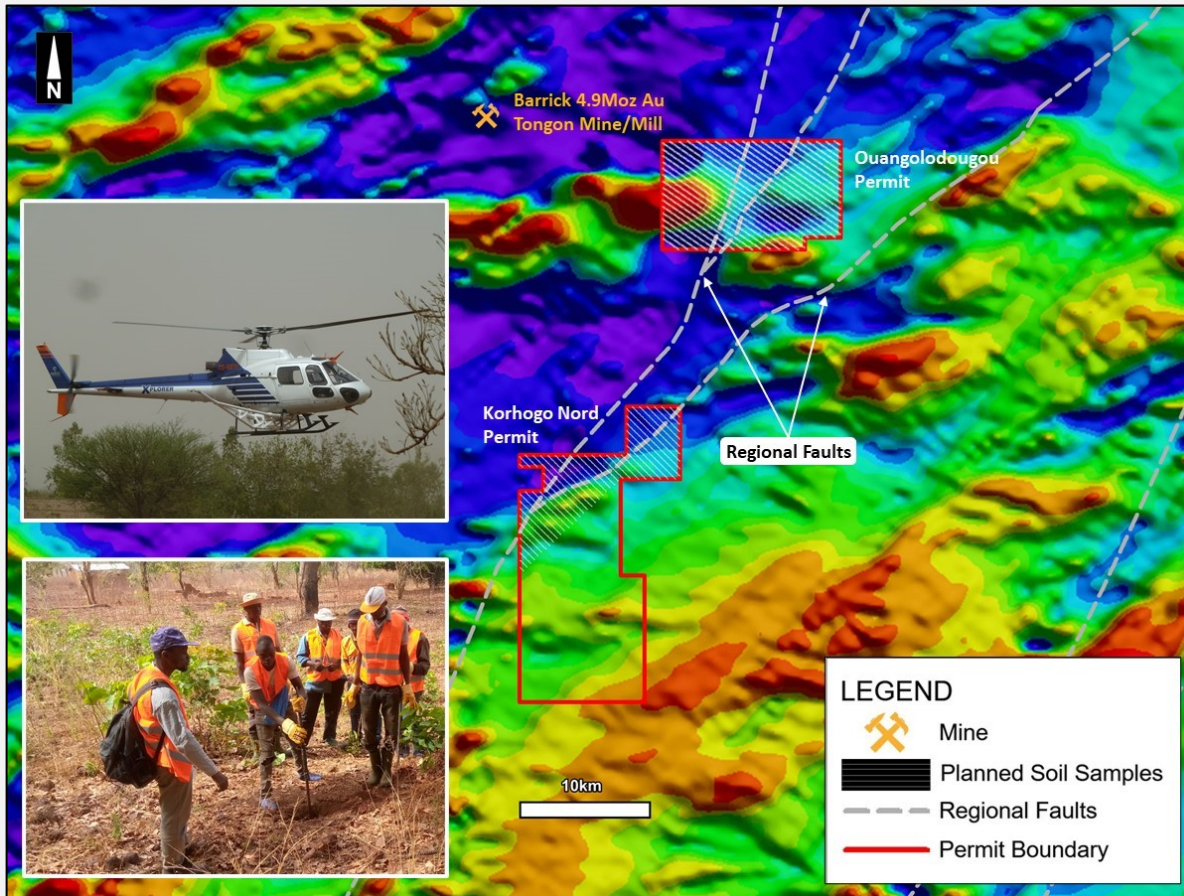 N
Barrick 4.9Moz Au
Tongon Mine/Mill
Ouangolodougou
Permit
XPLORER
Korhogo Nord
Permit
Regional Faults
10km
LEGEND
Mine
Planned Soil Samples
Regional Faults
Permit Boundary